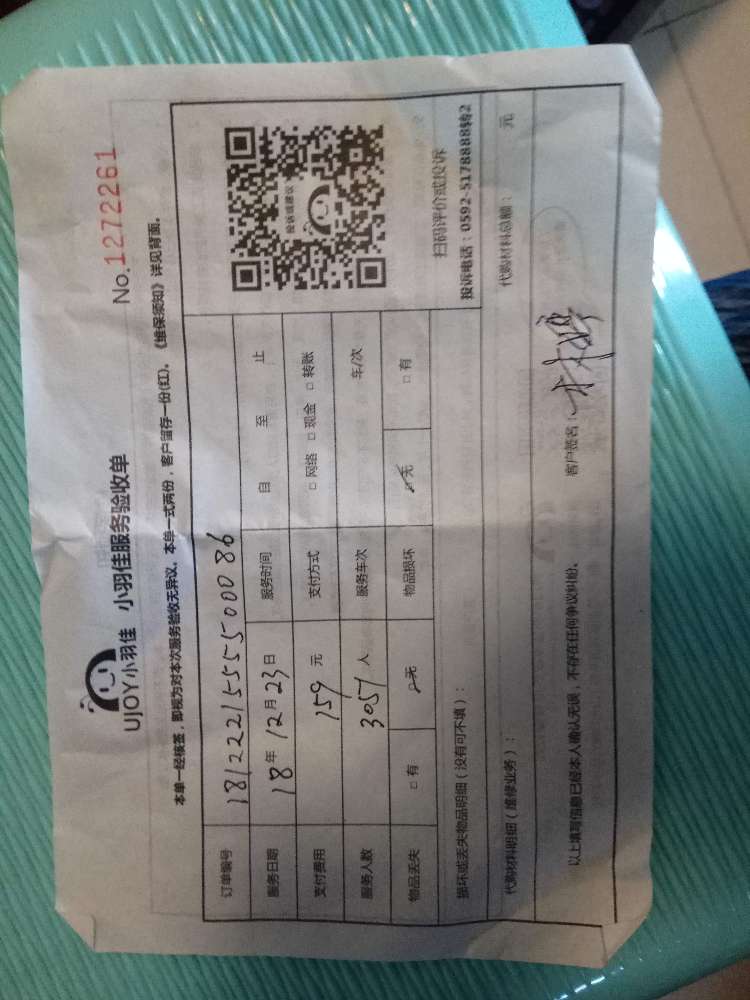 UJOY小羽佳 小羽佳服务验收单
No.1272261
本单一经核签，即视为对本次服务验收无异议。本单一式两份，客户留存一份(红)。《维保须知》详见背面。
订单编号 1812221555500086
服务日期 18年12月23日 服务时间 自 至 止
支付费用 159 元 支付方式 □ 网络 □ 现金 □ 转账
服务人数 3057 人 服务车次 车/次
物品丢失 □ 有 □ 无 物品损坏 □ 无 □ 有
投诉或建议
扫码评价或投诉
投诉电话：0592-5178888转2
损坏或丢失物品明细（没有可不填）：
代购材料明细（维修业务）： 代购材料总额： 元
以上填写信息已经本人确认无误，不存在任何争议纠纷。 客户签名：